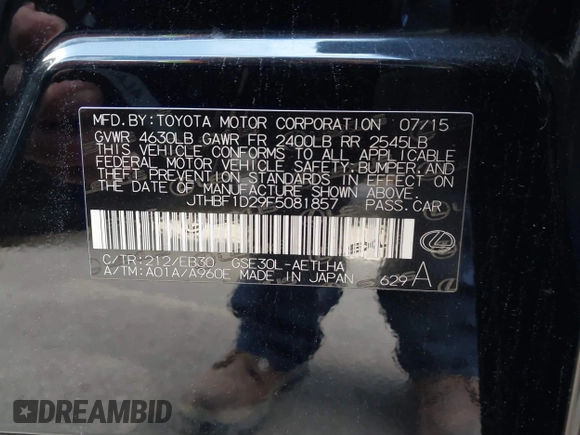 MFD.BY:TOYOTA MOTOR CORPORATION 07/15
GVWR 4630LB GAWR FR 2400LB RR 2545LB
THIS VEHICLE CONFORMS TO ALL APPLICABLE
FEDERAL MOTOR VEHICLE SAFETY, BUMPER, AND
THEFT PREVENTION STANDARDS IN EFFECT ON
THE DATE OF MANUFACTURE SHOWN ABOVE.
JTHBF1D29F5081857 PASS.CAR
C/TR:212/EB30 GSE30L-AETLHA
A/TM:A01A/A960E MADE IN JAPAN 629 A
DREAMBID